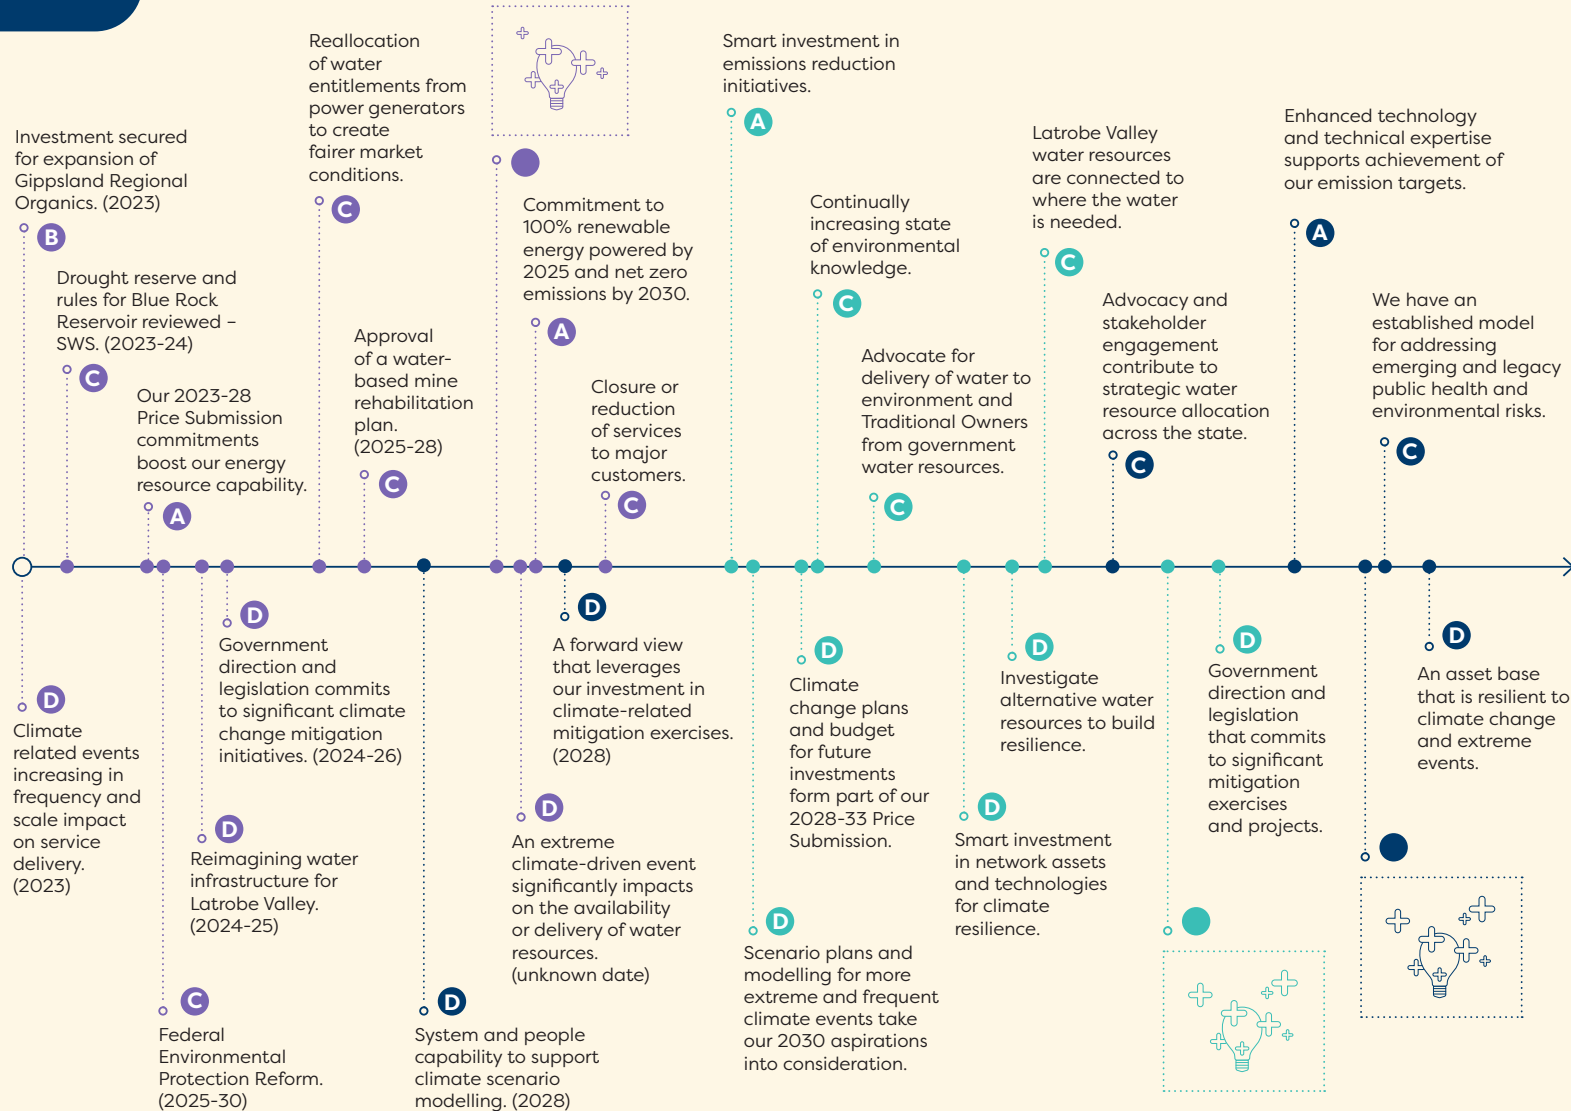 Investment secured
for expansion of
Gippsland Regional
Organics. (2023)
B
Drought reserve and
rules for Blue Rock
Reservoir reviewed –
SWS. (2023-24)
C
Our 2023-28
Price Submission
commitments
boost our energy
resource capability.
A
Reallocation
of water
entitlements from
power generators
to create
fairer market
conditions.
C
Approval
of a water-
based mine
rehabilitation
plan.
(2025-28)
C
Commitment to
100% renewable
energy powered by
2025 and net zero
emissions by 2030.
A
Closure or
reduction
of services
to major
customers.
C
Smart investment in
emissions reduction
initiatives.
A
Continually
increasing state
of environmental
knowledge.
C
Advocate for
delivery of water to
environment and
Traditional Owners
from government
water resources.
C
Latrobe Valley
water resources
are connected to
where the water
is needed.
C
Advocacy and
stakeholder
engagement
contribute to
strategic water
resource allocation
across the state.
C
Enhanced technology
and technical expertise
supports achievement of
our emission targets.
A
We have an
established model
for addressing
emerging and legacy
public health and
environmental risks.
C
D
Climate
related events
increasing in
frequency and
scale impact
on service
delivery.
(2023)
C
Federal
Environmental
Protection Reform.
(2025-30)
D
Reimagining water
infrastructure for
Latrobe Valley.
(2024-25)
D
Government
direction and
legislation commits
to significant climate
change mitigation
initiatives. (2024-26)
D
System and people
capability to support
climate scenario
modelling. (2028)
D
An extreme
climate-driven event
significantly impacts
on the availability
or delivery of water
resources.
(unknown date)
D
A forward view
that leverages
our investment in
climate-related
mitigation exercises.
(2028)
D
Scenario plans and
modelling for more
extreme and frequent
climate events take
our 2030 aspirations
into consideration.
D
Climate
change plans
and budget
for future
investments
form part of our
2028-33 Price
Submission.
D
Smart investment
in network assets
and technologies
for climate
resilience.
D
Investigate
alternative water
resources to build
resilience.
D
Government
direction and
legislation
that commits
to significant
mitigation
exercises
and projects.
D
An asset base
that is resilient to
climate change
and extreme
events.